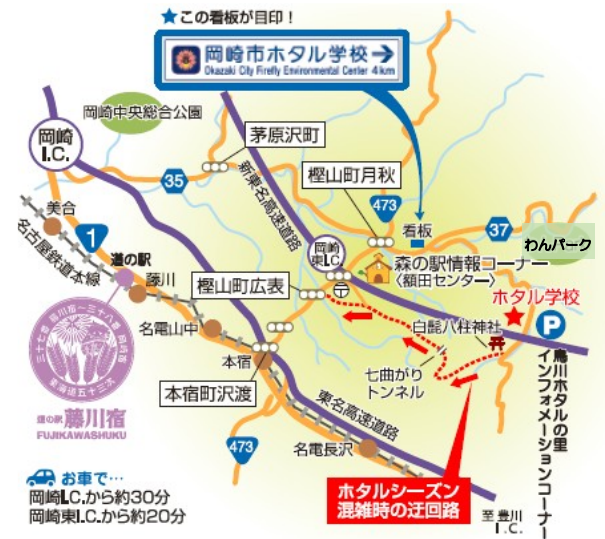 ★この看板が目印！
岡崎市ホタル学校→
Okazaki City Firefly Environmental Center 4km
岡崎中央総合公園
岡崎
I.C.
茅原沢町
35
新東名高速道路
樫山町月秋
473
美合
1
名古屋鉄道本線
道の駅
藤川
岡崎
東I.C.
看板
37
わんパーク
森の駅情報コーナー
〈額田センター〉
樫山町広表
ホタル学校
P
白髭八柱神社
名電山中
本宿
七曲がり
トンネル
鳥川ホタルの里
インフォメーションコーナー
本宿町沢渡
東海道五十三次
道の駅 藤川宿
FUJIKAWASHUKU
東名高速道路
473
名電長沢
お車で…
岡崎I.C.から約30分
岡崎東I.C.から約20分
ホタルシーズン
混雑時の迂回路
至 豊川
I.C.